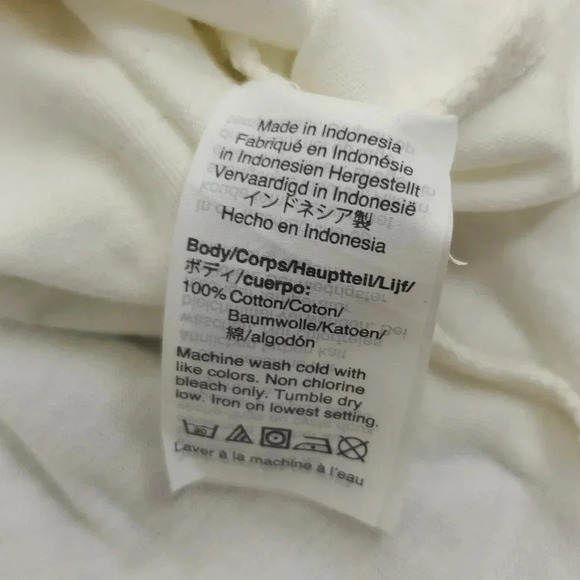 Made in Indonesia
Fabriqué en Indonésie
in Indonesien Hergestellt
Vervaardigd in Indonesië
インドネシア製
Hecho en Indonesia
Body/Corps/Hauptteil/Lijf/
ボディ/cuerpo:
100% Cotton/Coton/
Baumwolle/Katoen/
綿/algodón
Machine wash cold with
like colors. Non chlorine
bleach only. Tumble dry
low. Iron on lowest setting.
30
Laver à la machine à l'eau